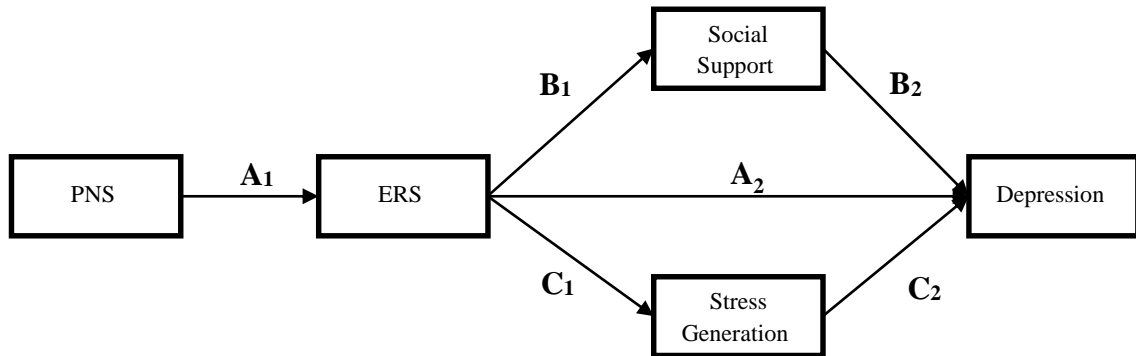 Social
Support
B1
B2
PNS
A1
ERS
A2
Depression
C1
C2
Stress
Generation